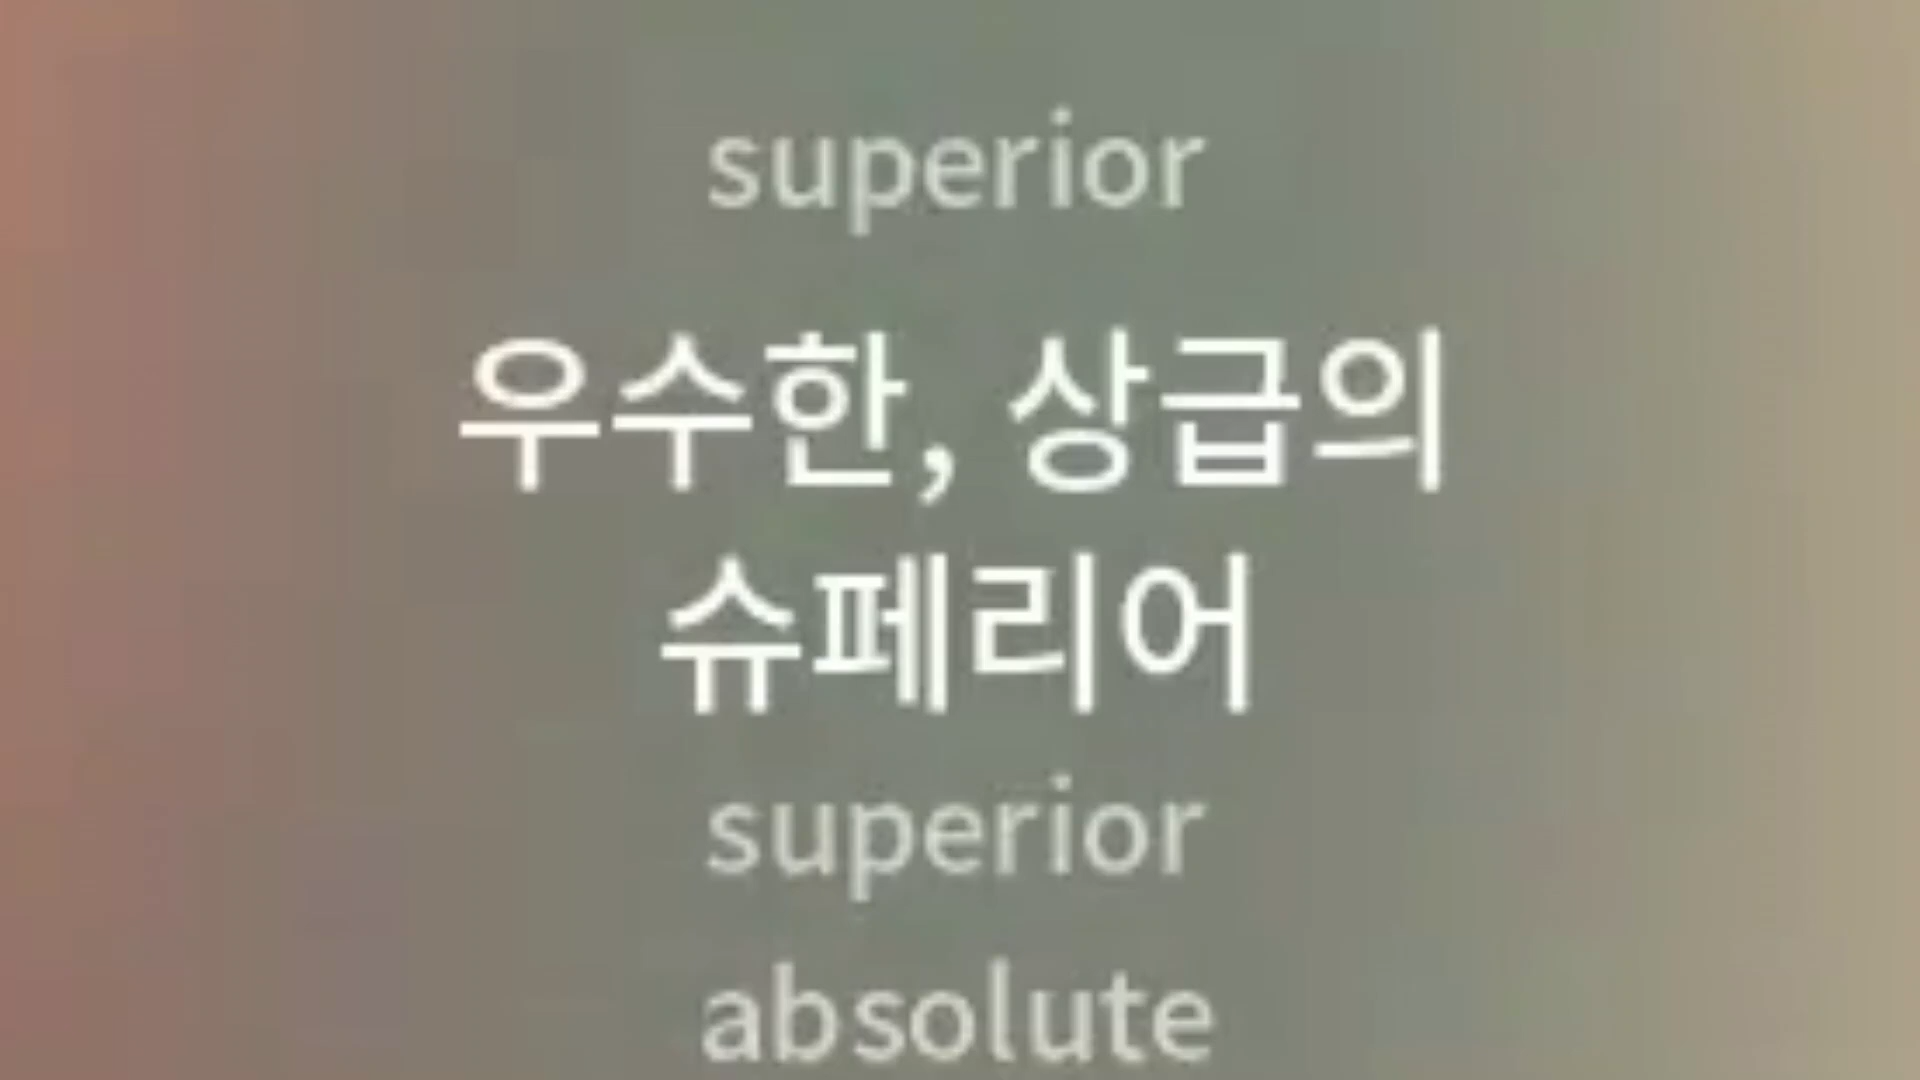 superior
우수한, 상급의
슈페리어
superior
absolute